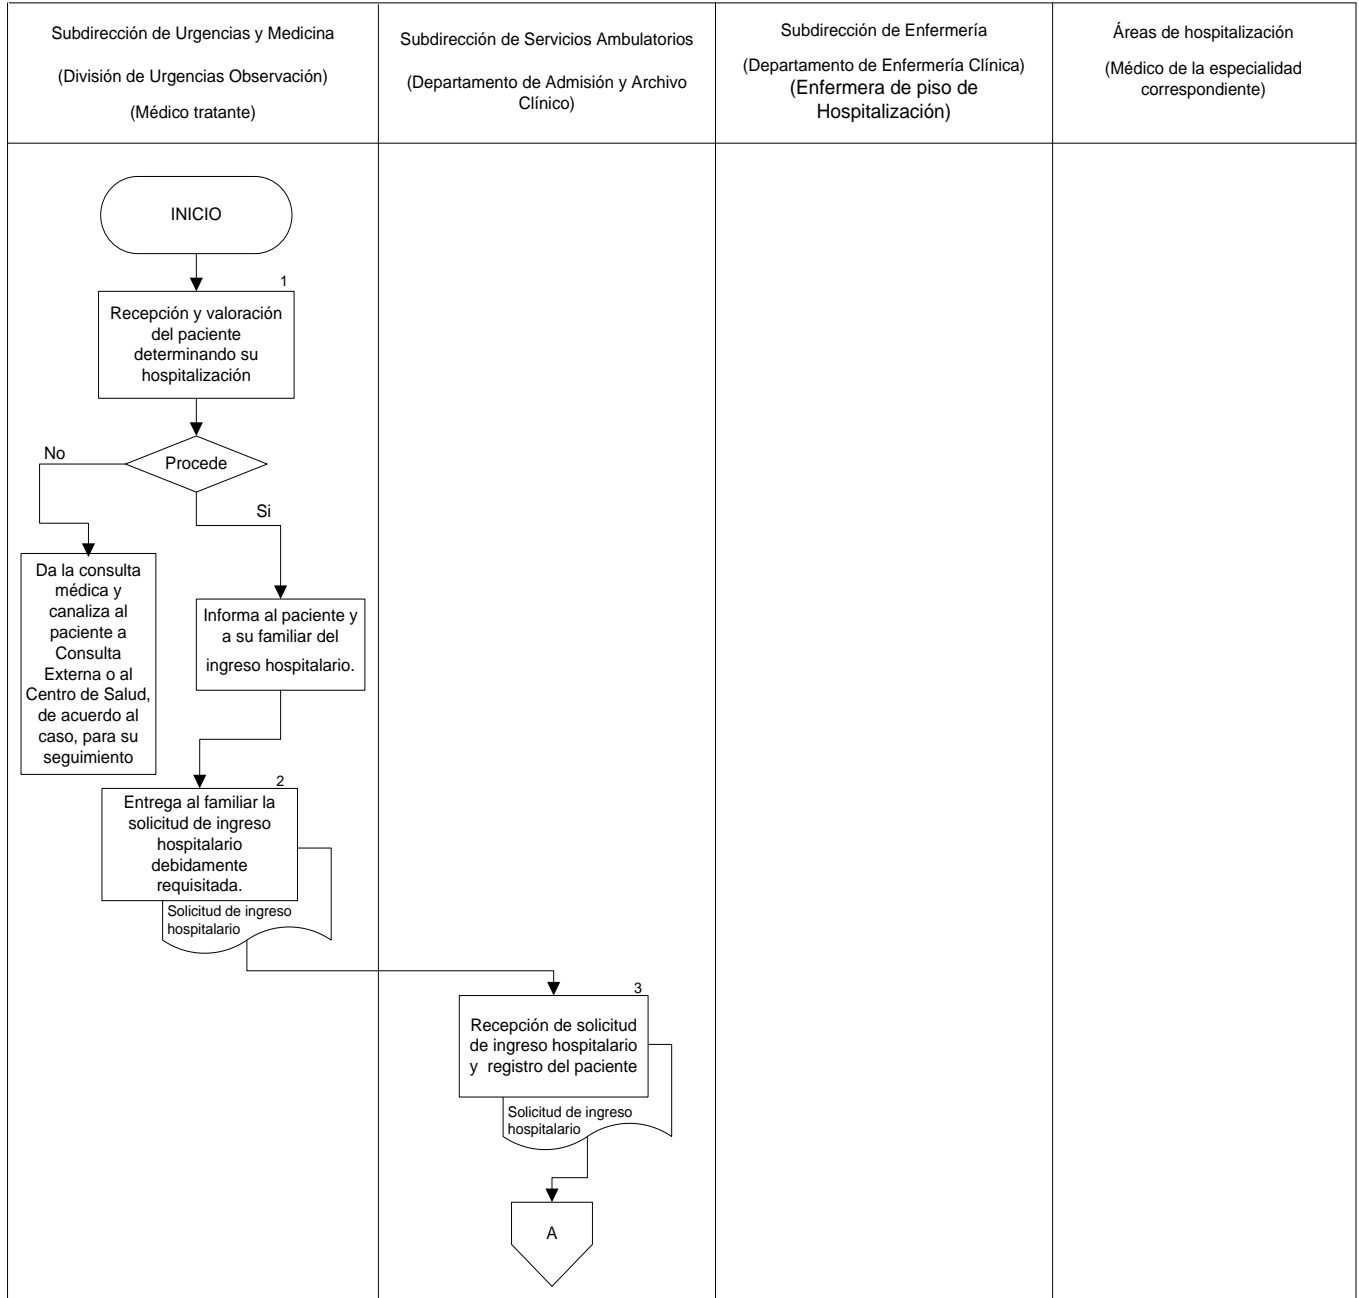 Subdirección de Urgencias y Medicina
(División de Urgencias Observación)
(Médico tratante)
Subdirección de Servicios Ambulatorios
(Departamento de Admisión y Archivo
Clínico)
Subdirección de Enfermería
(Departamento de Enfermería Clínica)
(Enfermera de piso de
Hospitalización)
Áreas de hospitalización
(Médico de la especialidad
correspondiente)
INICIO
1
Recepción y valoración
del paciente
determinando su
hospitalización
Procede
No
Si
Da la consulta
médica y
canaliza al
paciente a
Consulta
Externa o al
Centro de Salud,
de acuerdo al
caso, para su
seguimiento
Informa al paciente y
a su familiar del
ingreso hospitalario.
2
Entrega al familiar la
solicitud de ingreso
hospitalario
debidamente
requisitada.
Solicitud de ingreso
hospitalario
3
Recepción de solicitud
de ingreso hospitalario
y registro del paciente
Solicitud de ingreso
hospitalario
A